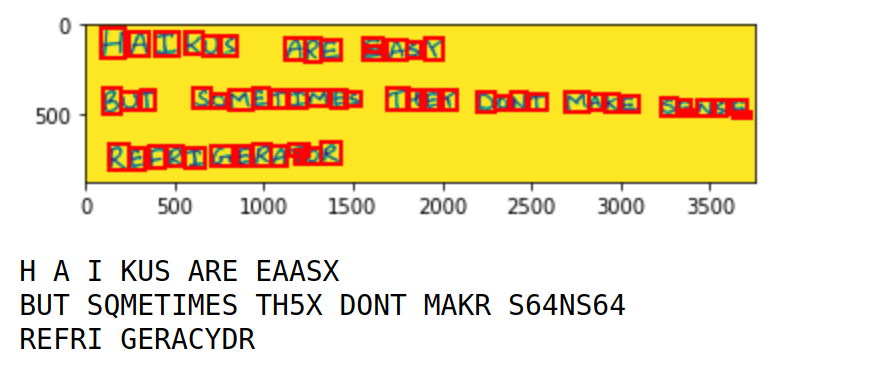 0
HAIKUS ARE EASY
BUT SOMETIMES THEY DONT MAKE SENSE
500
REFRIGERATOR
0 500 1000 1500 2000 2500 3000 3500
H A I KUS ARE EAASX
BUT SQMETIMES TH5X DONT MAKR S64NS64
REFRI GERACYDR